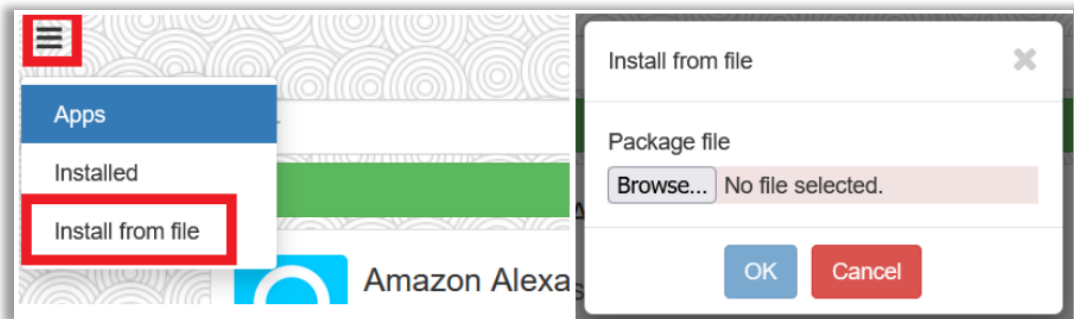 Apps
Installed
Install from file
Amazon Alexa
Install from file
Package file
Browse... No file selected.
OK Cancel